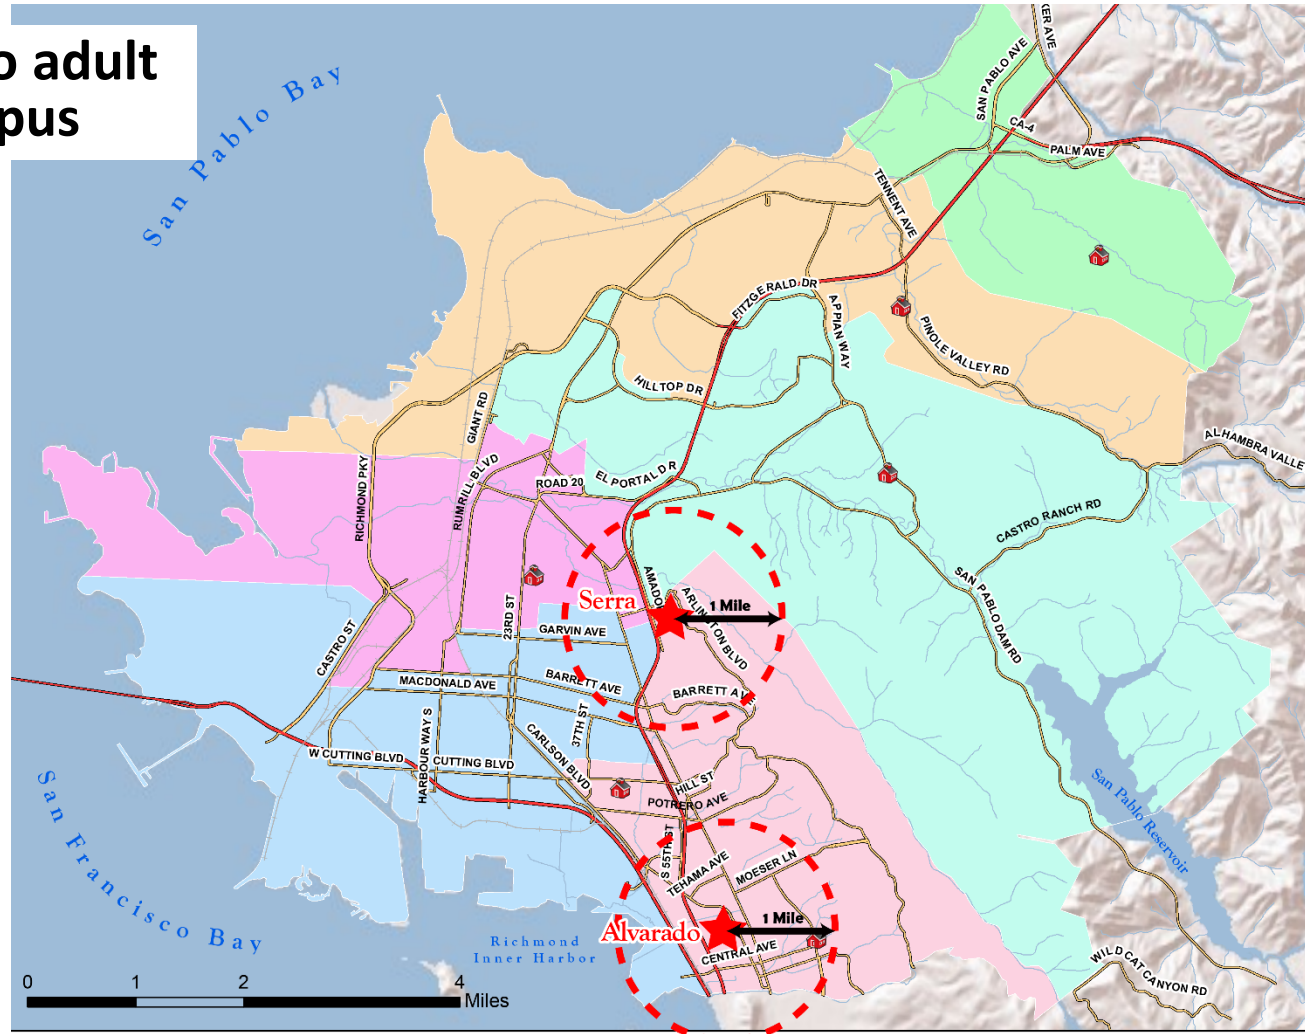 o adult
pus
San Pablo Bay
SAN PABLO AVE
KER AVE
CA-4
PALM AVE
TENNENT AVE
FITZGERALD DR
APPIAN WAY
PINOLE VALLEY RD
HILLTOP DR
GIANT RD
ALHAMBRA VALLE
RICHMOND PKY
RUMRILL BLVD
ROAD 20
EL PORTAL DR
CASTRO RANCH RD
SAN PABLO DAM RD
AMADO
ARLINGTON BLVD
Serra
1 Mile
23RD ST
GARVIN AVE
CASTRO ST
MACDONALD AVE
BARRETT AVE
BARRETT AVE
37TH ST
CARLSON BLVD
HARBOUR WAY S
W CUTTING BLVD
CUTTING BLVD
HILL ST
POTRERO AVE
S 55TH ST
TEHAMA AVE
MOESER LN
San Pablo Reservoir
San Francisco Bay
Alvarado
1 Mile
CENTRAL AVE
Richmond
Inner Harbor
WILD CAT CANYON RD
0 1 2 4
Miles